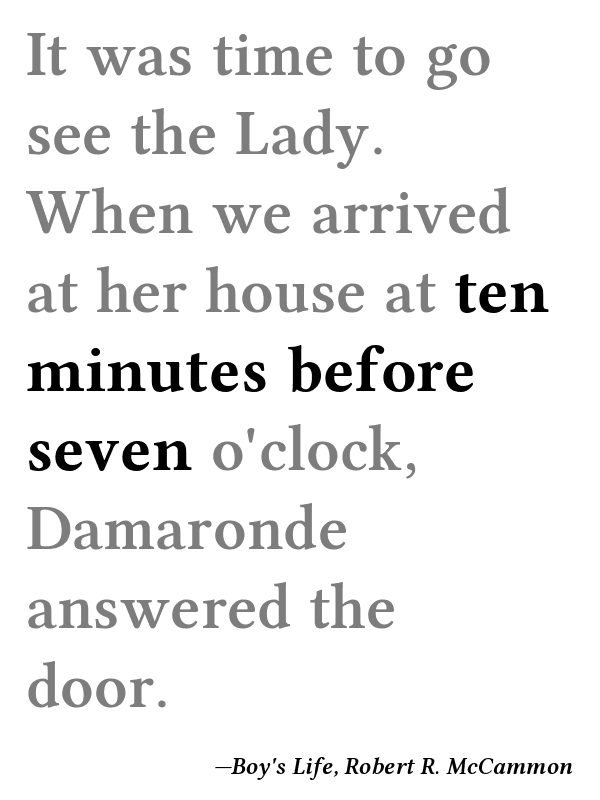 It was time to go
see the Lady.
When we arrived
at her house at ten
minutes before
seven o'clock,
Damaronde
answered the
door.
—Boy's Life, Robert R. McCammon